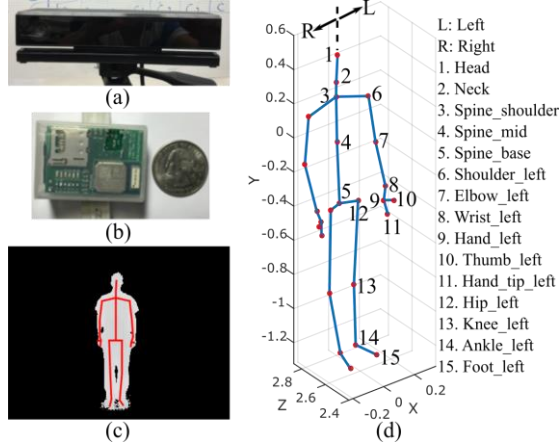 (a)
(b)
(c)
L
R
1
2
3
6
4
7
8
5
9
10
12
11
13
14
15
0.6
0.4
0.2
0
-0.2
-0.4
-0.6
-0.8
-1
-1.2
Y
2.8
2.6
2.4
Z
-0.2
0
0.2
X
(d)
L: Left
R: Right
1. Head
2. Neck
3. Spine_shoulder
4. Spine_mid
5. Spine_base
6. Shoulder_left
7. Elbow_left
8. Wrist_left
9. Hand_left
10. Thumb_left
11. Hand_tip_left
12. Hip_left
13. Knee_left
14. Ankle_left
15. Foot_left